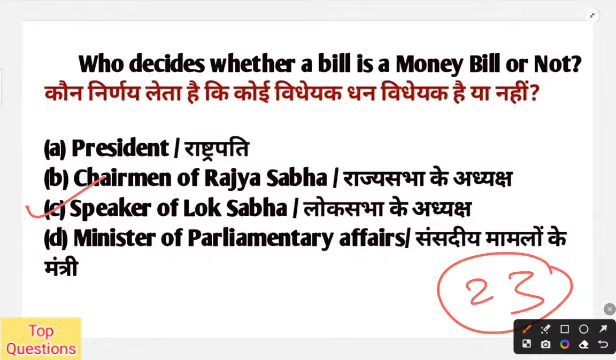 Who decides whether a bill is a Money Bill or Not?
कौन निर्णय लेता है कि कोई विधेयक धन विधेयक है या नहीं?
(a) President / राष्ट्रपति
(b) Chairmen of Rajya Sabha / राज्यसभा के अध्यक्ष
(c) Speaker of Lok Sabha / लोकसभा के अध्यक्ष
(d) Minister of Parliamentary affairs/ संसदीय मामलों के
मंत्री
23
Top
Questions